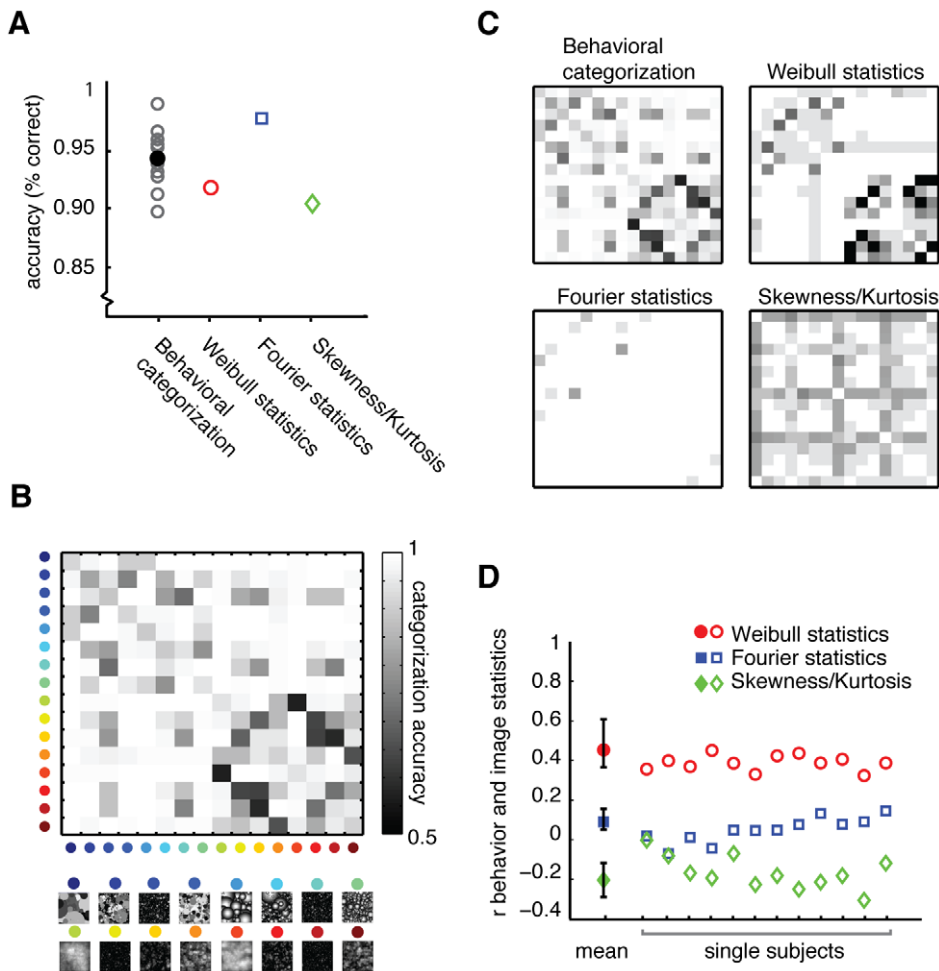 A
accuracy (% correct)
1
0.95
0.90
0.85
Behavioral
categorization
Weibull statistics
Fourier statistics
Skewness/Kurtosis
B
1
categorization accuracy
0.5
C
Behavioral
categorization
Weibull statistics
Fourier statistics
Skewness/Kurtosis
D
r behavior and image statistics
1
0.8
0.6
0.4
0.2
0
−0.2
−0.4
Weibull statistics
Fourier statistics
Skewness/Kurtosis
mean
single subjects